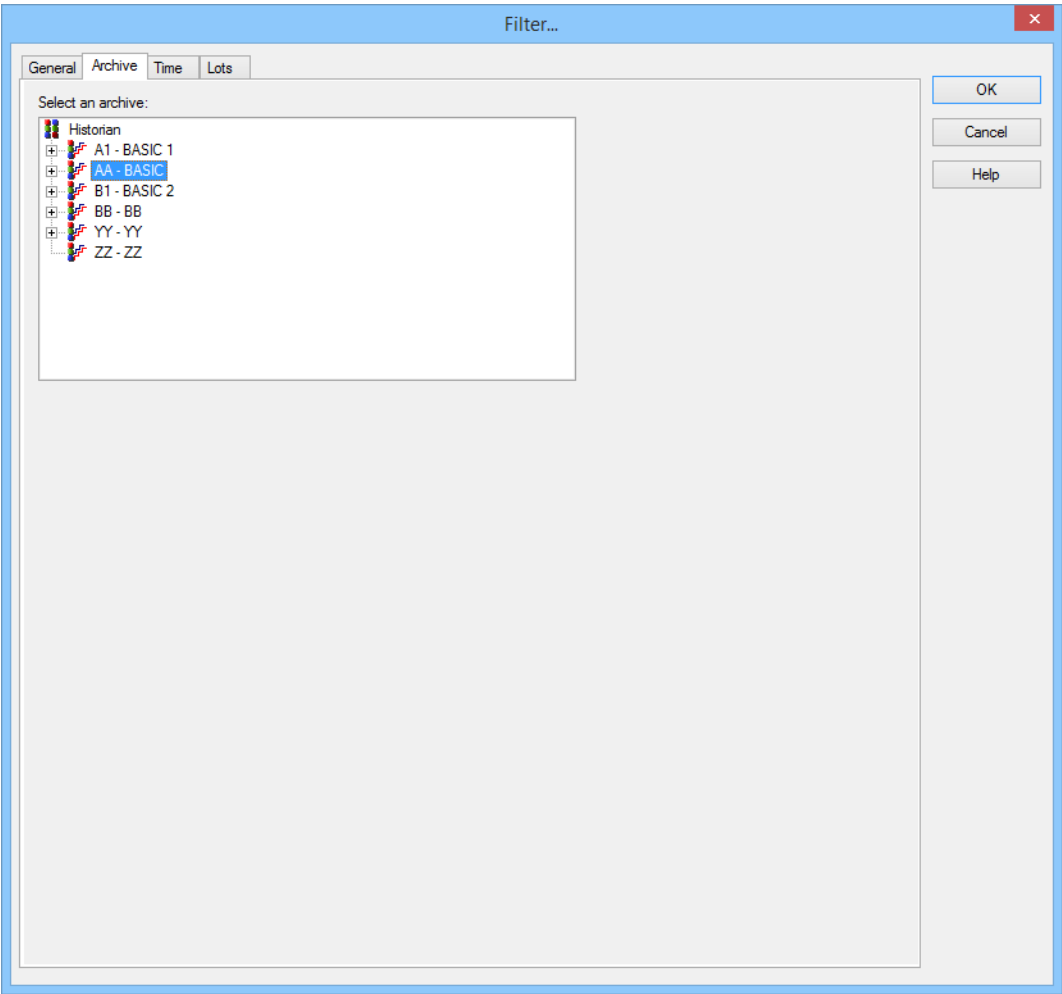 Filter...
General Archive Time Lots
OK
Select an archive:
Historian
Cancel
A1 - BASIC 1
AA - BASIC
Help
B1 - BASIC 2
BB - BB
YY - YY
ZZ - ZZ